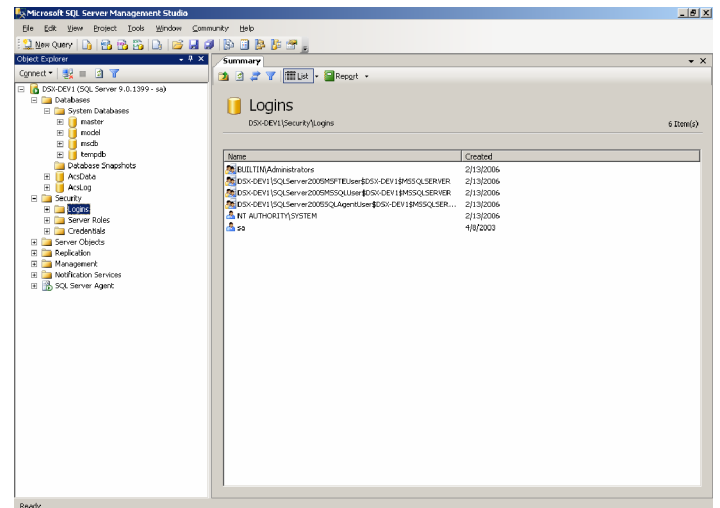 Microsoft SQL Server Management Studio
File Edit View Project Tools Window Community Help
New Query
Object Explorer
Connect
DSX-DEV1 (SQL Server 9.0.1399 - sa)
Databases
System Databases
master
model
msdb
tempdb
Database Snapshots
AcsData
AcsLog
Security
Logins
Server Roles
Credentials
Server Objects
Replication
Management
Notification Services
SQL Server Agent
Summary
List Report
Logins
DSX-DEV1\Security\Logins 6 Item(s)
Name Created
BUILTIN\Administrators 2/13/2006
DSX-DEV1\SQLServer2005MSFTEUser$DSX-DEV1$MSSQLSERVER 2/13/2006
DSX-DEV1\SQLServer2005MSSQLUser$DSX-DEV1$MSSQLSERVER 2/13/2006
DSX-DEV1\SQLServer2005SQLAgentUser$DSX-DEV1$MSSQLSER... 2/13/2006
NT AUTHORITY\SYSTEM 2/13/2006
sa 4/8/2003
Ready